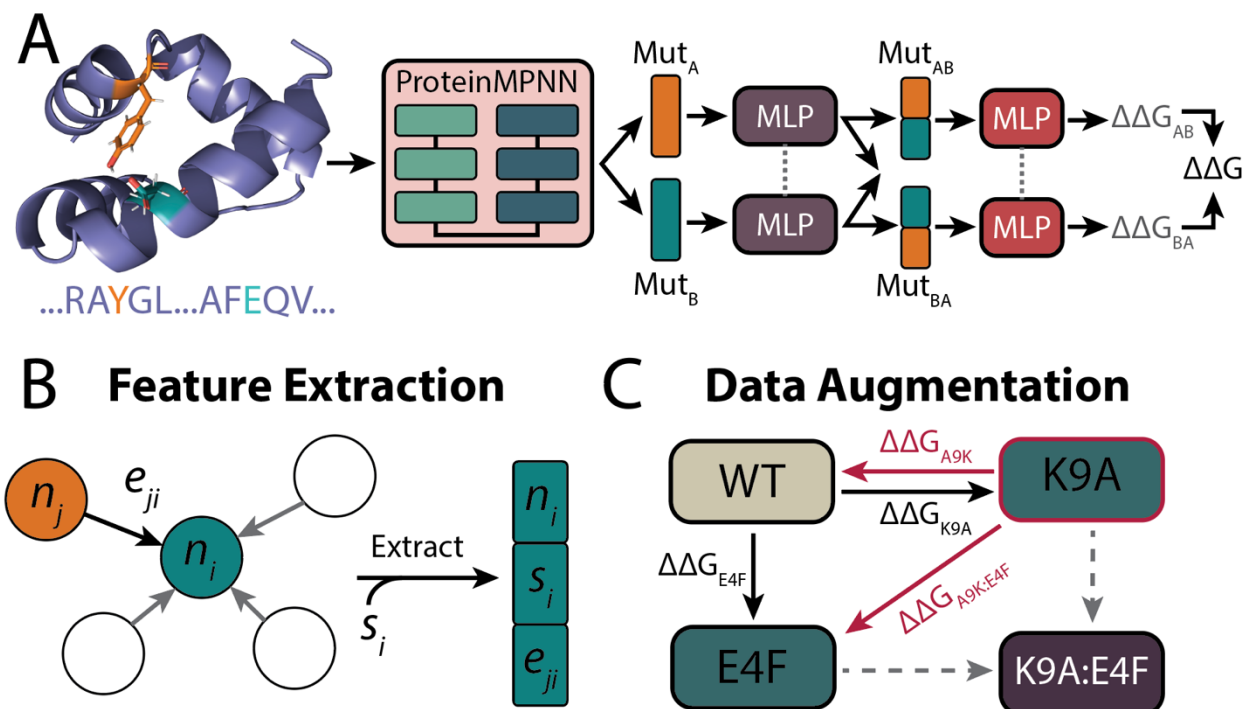 A
ProteinMPNN
Mut_A
MLP
Mut_AB
MLP
ΔΔG_AB
ΔΔG
Mut_B
MLP
Mut_BA
MLP
ΔΔG_BA
...RAYGL...AFEQV...
B Feature Extraction
n_j
e_ji
n_i
Extract
s_i
n_i
s_i
e_ji
C Data Augmentation
WT
ΔΔG_A9K
K9A
ΔΔG_K9A
ΔΔG_E4F
ΔΔG_A9K:E4F
E4F
K9A:E4F